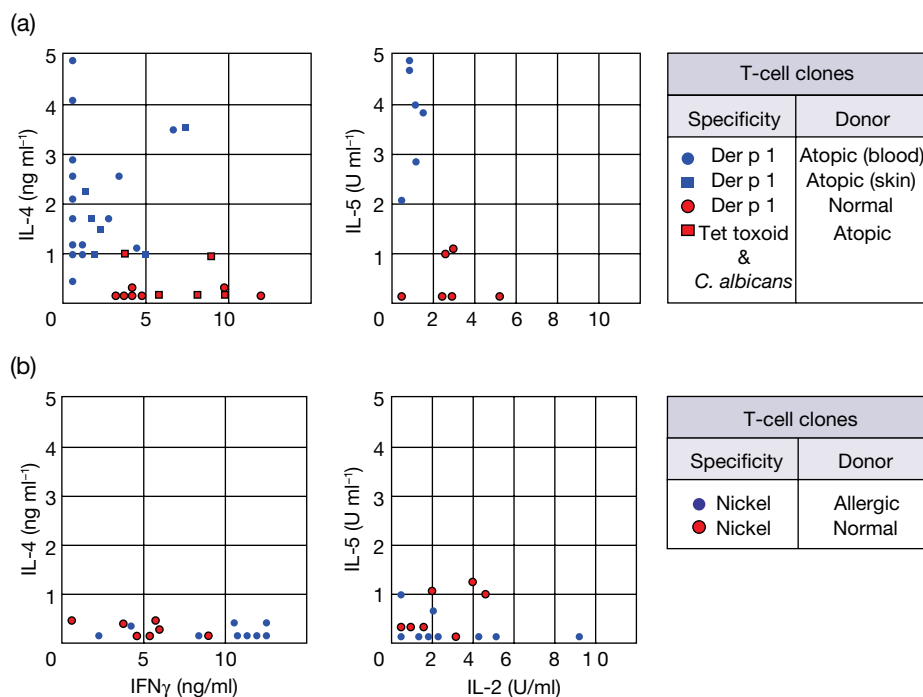 (a)
IL-4 (ng ml⁻¹)
5
4
3
2
1
0
5
10
IL-5 (U ml⁻¹)
5
4
3
2
1
0
2
4
6
8
10
T-cell clones
Specificity Donor
Der p 1 Atopic (blood)
Der p 1 Atopic (skin)
Der p 1 Normal
Tet toxoid Atopic
&
C. albicans
(b)
IL-4 (ng ml⁻¹)
5
4
3
2
1
0
5
10
IFNγ (ng/ml)
IL-5 (U ml⁻¹)
5
4
3
2
1
0
2
4
6
8
10
IL-2 (U/ml)
T-cell clones
Specificity Donor
Nickel Allergic
Nickel Normal